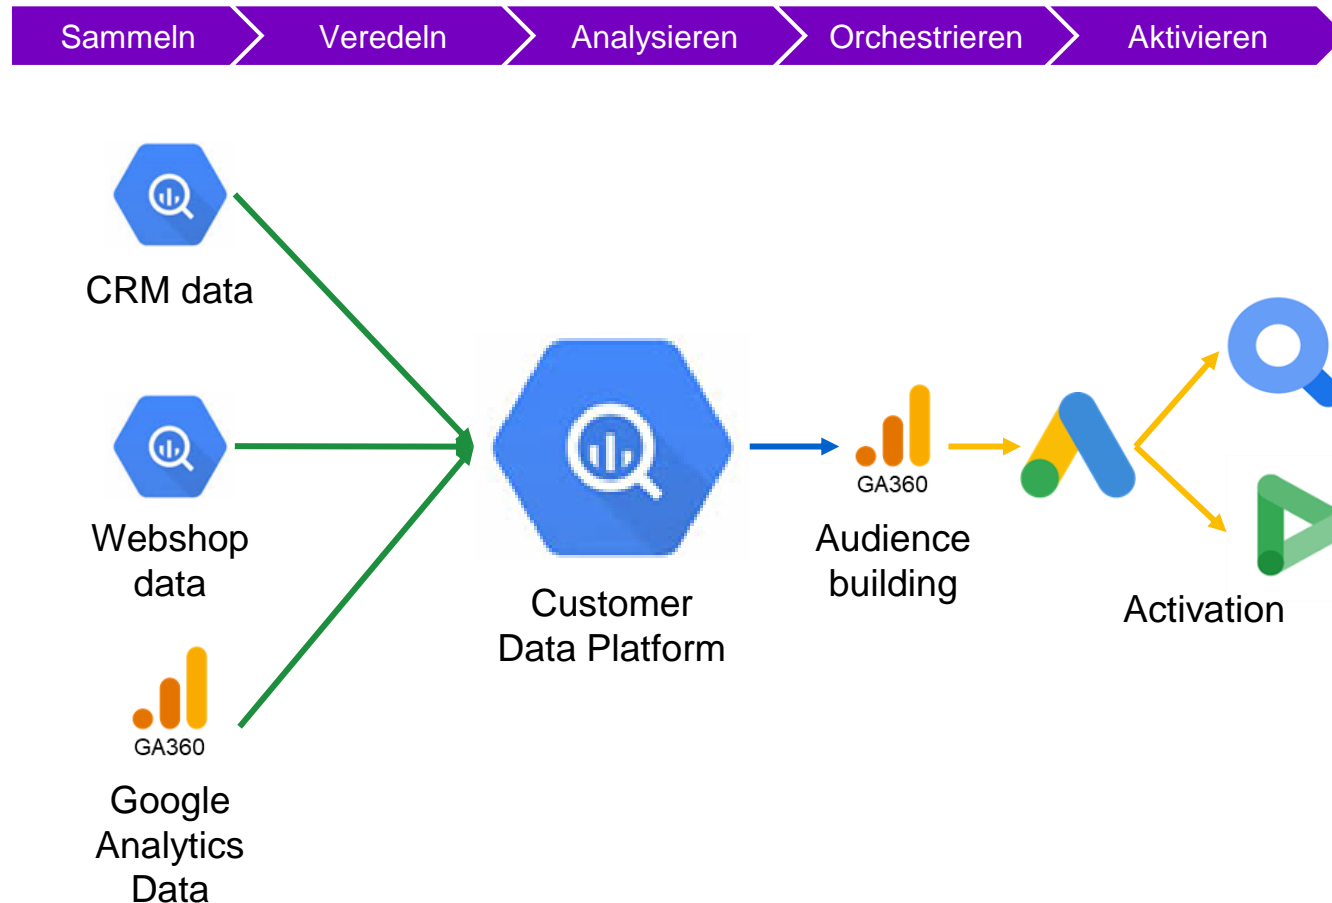 Sammeln
Veredeln
Analysieren
Orchestrieren
Aktivieren
CRM data
Webshop
data
GA360
Google
Analytics
Data
Customer
Data Platform
GA360
Audience
building
Activation